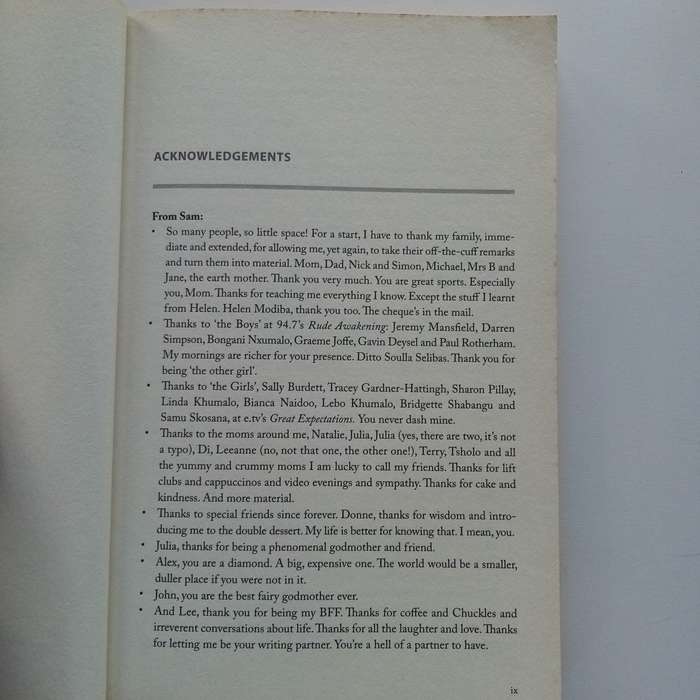 ACKNOWLEDGEMENTS
From Sam:
• So many people, so little space! For a start, I have to thank my family, imme-
diate and extended, for allowing me, yet again, to take their off-the-cuff remarks
and turn them into material. Mom, Dad, Nick and Simon, Michael, Mrs B and
Jane, the earth mother. Thank you very much. You are great sports. Especially
you, Mom. Thanks for teaching me everything I know. Except the stuff I learnt
from Helen. Helen Modiba, thank you too. The cheque's in the mail.
• Thanks to 'the Boys' at 94.7's Rude Awakening: Jeremy Mansfield, Darren
Simpson, Bongani Nxumalo, Graeme Joffe, Gavin Deysel and Paul Rotherham.
My mornings are richer for your presence. Ditto Soulla Selibas. Thank you for
being 'the other girl'.
• Thanks to 'the Girls', Sally Burdett, Tracey Gardner-Hattingh, Sharon Pillay,
Linda Khumalo, Bianca Naidoo, Lebo Khumalo, Bridgette Shabangu and
Samu Skosana, at e.tv's Great Expectations. You never dash mine.
• Thanks to the moms around me, Natalie, Julia, Julia (yes, there are two, it's not
a typo), Di, Leeanne (no, not that one, the other one!), Terry, Tsholo and all
the yummy and crummy moms I am lucky to call my friends. Thanks for lift
clubs and cappuccinos and video evenings and sympathy. Thanks for cake and
kindness. And more material.
• Thanks to special friends since forever. Donne, thanks for wisdom and intro-
ducing me to the double dessert. My life is better for knowing that. I mean, you.
• Julia, thanks for being a phenomenal godmother and friend.
• Alex, you are a diamond. A big, expensive one. The world would be a smaller,
duller place if you were not in it.
• John, you are the best fairy godmother ever.
• And Lee, thank you for being my BFF. Thanks for coffee and Chuckles and
irreverent conversations about life. Thanks for all the laughter and love. Thanks
for letting me be your writing partner. You're a hell of a partner to have.
ix